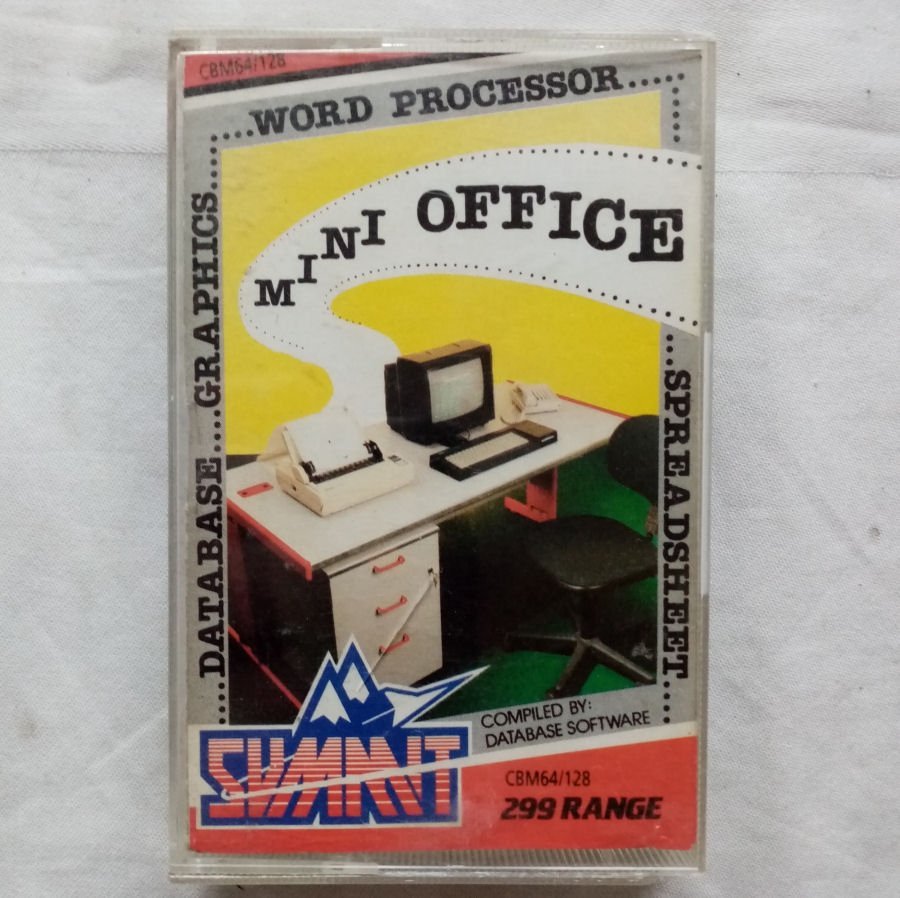 CBM64/128
....WORD PROCESSOR.....
MINI OFFICE
...DATABASE....GRAPHICS....
...SPREADSHEET...
COMPILED BY:
DATABASE SOFTWARE
SUMMIT
CBM64/128
299 RANGE